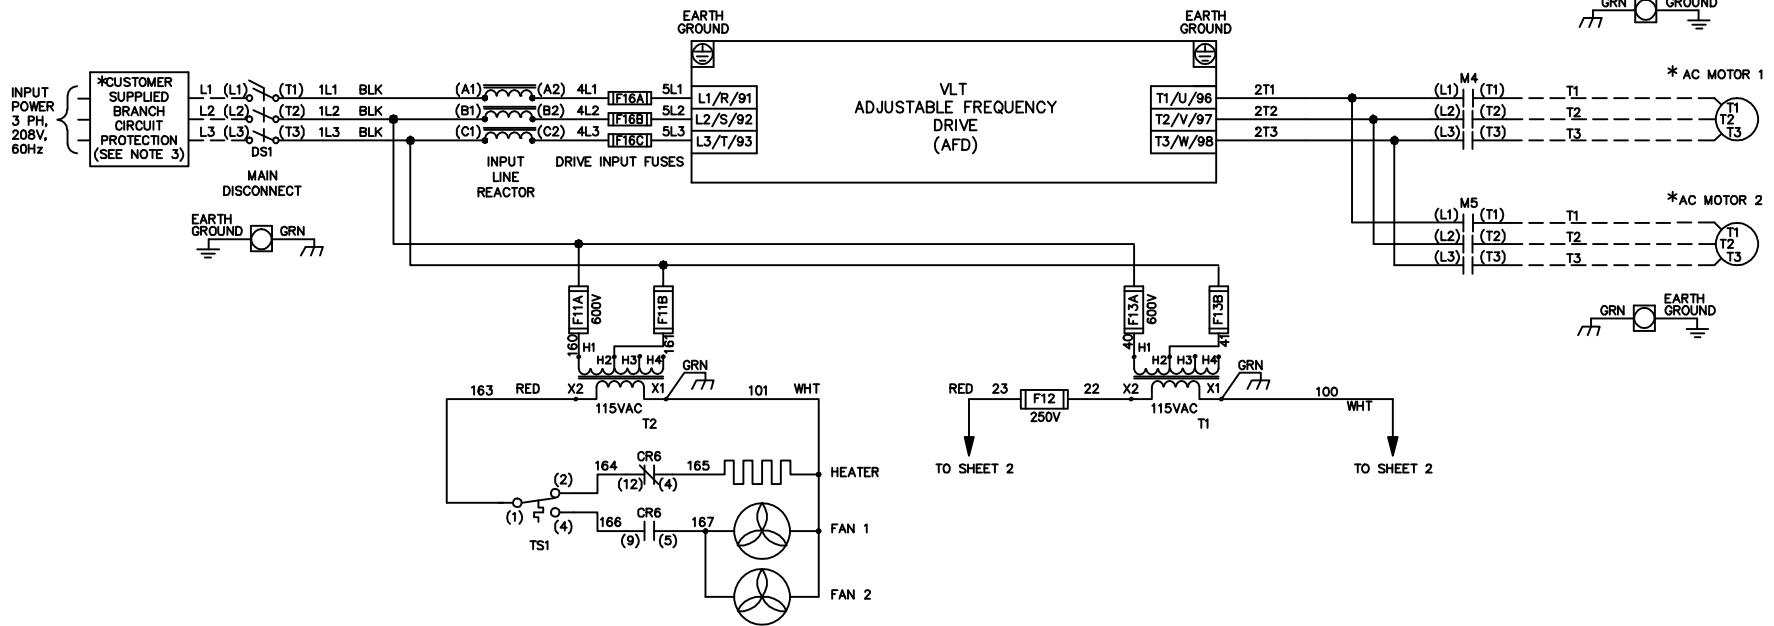 GRN
GROUND
EARTH
GROUND
EARTH
GROUND
INPUT
POWER
3 PH,
208V,
60Hz
*CUSTOMER
SUPPLIED
BRANCH
CIRCUIT
PROTECTION
(SEE NOTE 3)
L1 (L1) (T1) 1L1 BLK (A1) (A2) 4L1 F16A 5L1 L1/R/91
L2 (L2) (T2) 1L2 BLK (B1) (B2) 4L2 F16B 5L2 L2/S/92
L3 (L3) (T3) 1L3 BLK (C1) (C2) 4L3 F16C 5L3 L3/T/93
DS1
MAIN
DISCONNECT
INPUT
LINE
REACTOR
DRIVE INPUT FUSES
VLT
ADJUSTABLE FREQUENCY
DRIVE
(AFD)
T1/U/96 2T1
T2/V/97 2T2
T3/W/98 2T3
M4
(L1) (T1) T1
(L2) (T2) T2
(L3) (T3) T3
* AC MOTOR 1
T1
T2
T3
M5
(L1) (T1) T1
(L2) (T2) T2
(L3) (T3) T3
*AC MOTOR 2
T1
T2
T3
EARTH
GROUND
GRN
GRN
EARTH
GROUND
F11A
600V
F11B
160
161
H1
H2 H3 H4
GRN
163 RED X2 X1 101 WHT
115VAC
T2
F13A
600V
F13B
40
41
H1
H2 H3 H4
GRN
RED 23 F12 22 X2 X1 100
250V
115VAC
WHT
T1
TO SHEET 2
TO SHEET 2
(1)
(2)
(4)
TS1
164 CR6 165
(12) (4)
HEATER
166 CR6 167
(9) (5)
FAN 1
FAN 2